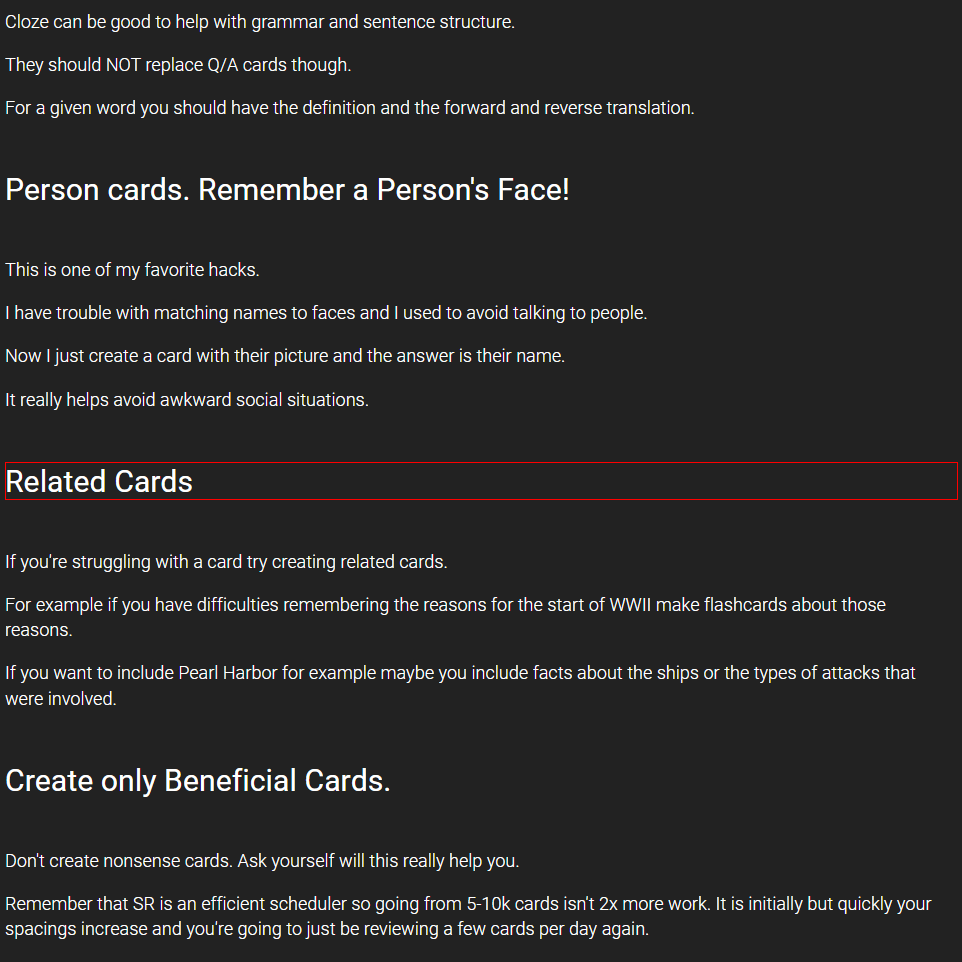 Cloze can be good to help with grammar and sentence structure.
They should NOT replace Q/A cards though.
For a given word you should have the definition and the forward and reverse translation.
Person cards. Remember a Person's Face!
This is one of my favorite hacks.
I have trouble with matching names to faces and I used to avoid talking to people.
Now I just create a card with their picture and the answer is their name.
It really helps avoid awkward social situations.
Related Cards
If you're struggling with a card try creating related cards.
For example if you have difficulties remembering the reasons for the start of WWII make flashcards about those
reasons.
If you want to include Pearl Harbor for example maybe you include facts about the ships or the types of attacks that
were involved.
Create only Beneficial Cards.
Don't create nonsense cards. Ask yourself will this really help you.
Remember that SR is an efficient scheduler so going from 5-10k cards isn't 2x more work. It is initially but quickly your
spacings increase and you're going to just be reviewing a few cards per day again.